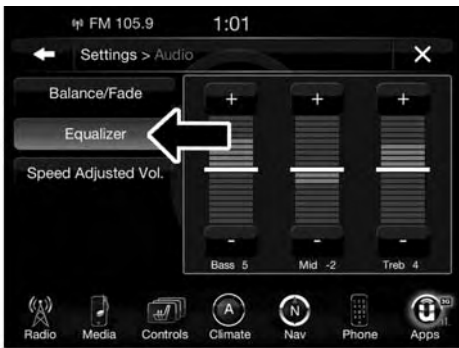 FM 105.9 1:01
Settings > Audio
Balance/Fade
Equalizer
Speed Adjusted Vol.
+ + +
- - -
Bass 5 Mid -2 Treb 4
A N 3G
Radio Media Controls Climate Nav Phone Apps